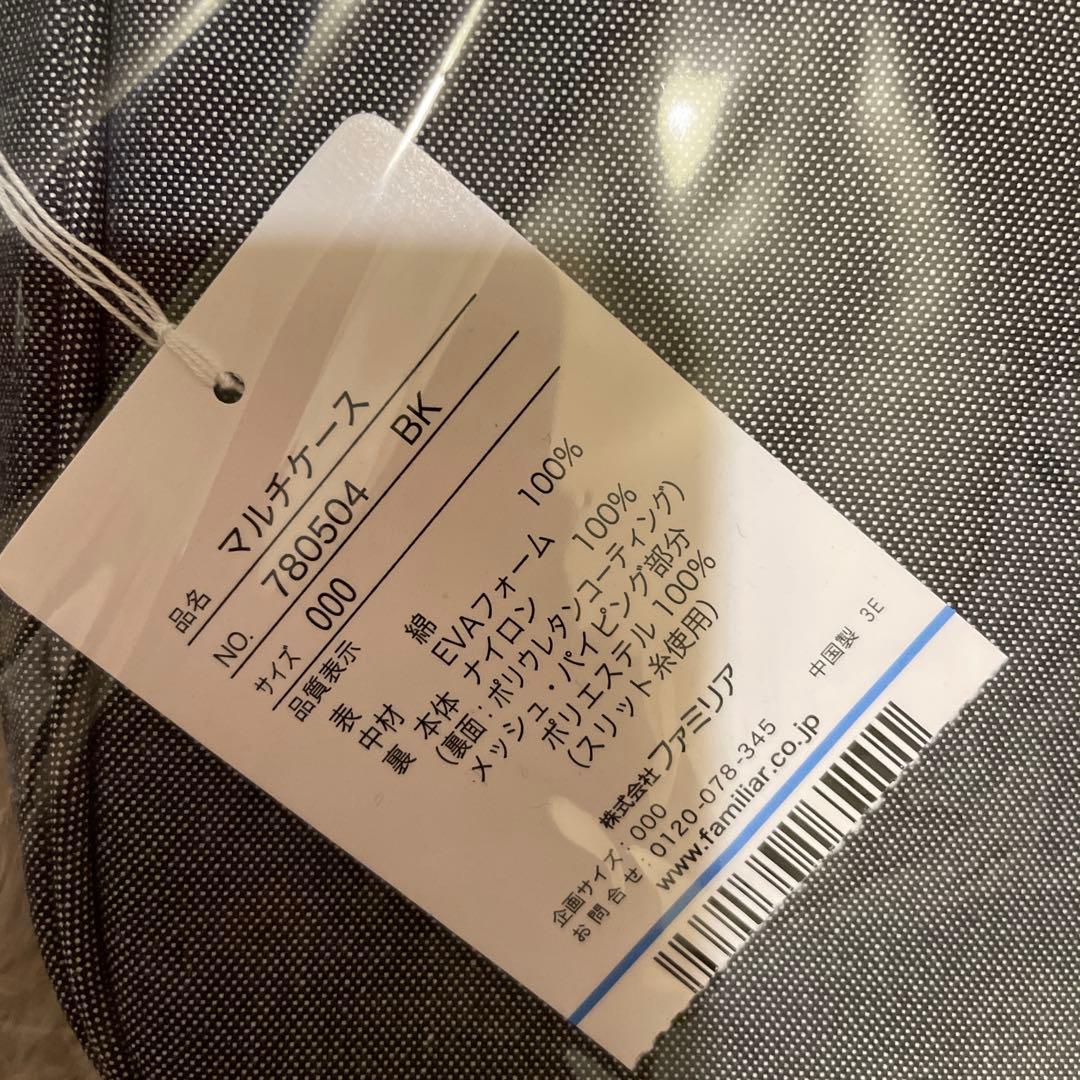 品名 マルチケース
NO. 780504 BK
サイズ 000
品質表示
表 綿 100%
中材 EVAフォーム
裏 本体 ナイロン 100%
(裏面:ポリウレタンコーティング)
メッシュ・パイピング部分
ポリエステル 100%
(スリット糸使用)
株式会社 ファミリア
企画サイズ:000
お問合せ:0120-078-345
www.familiar.co.jp
中国製 3E